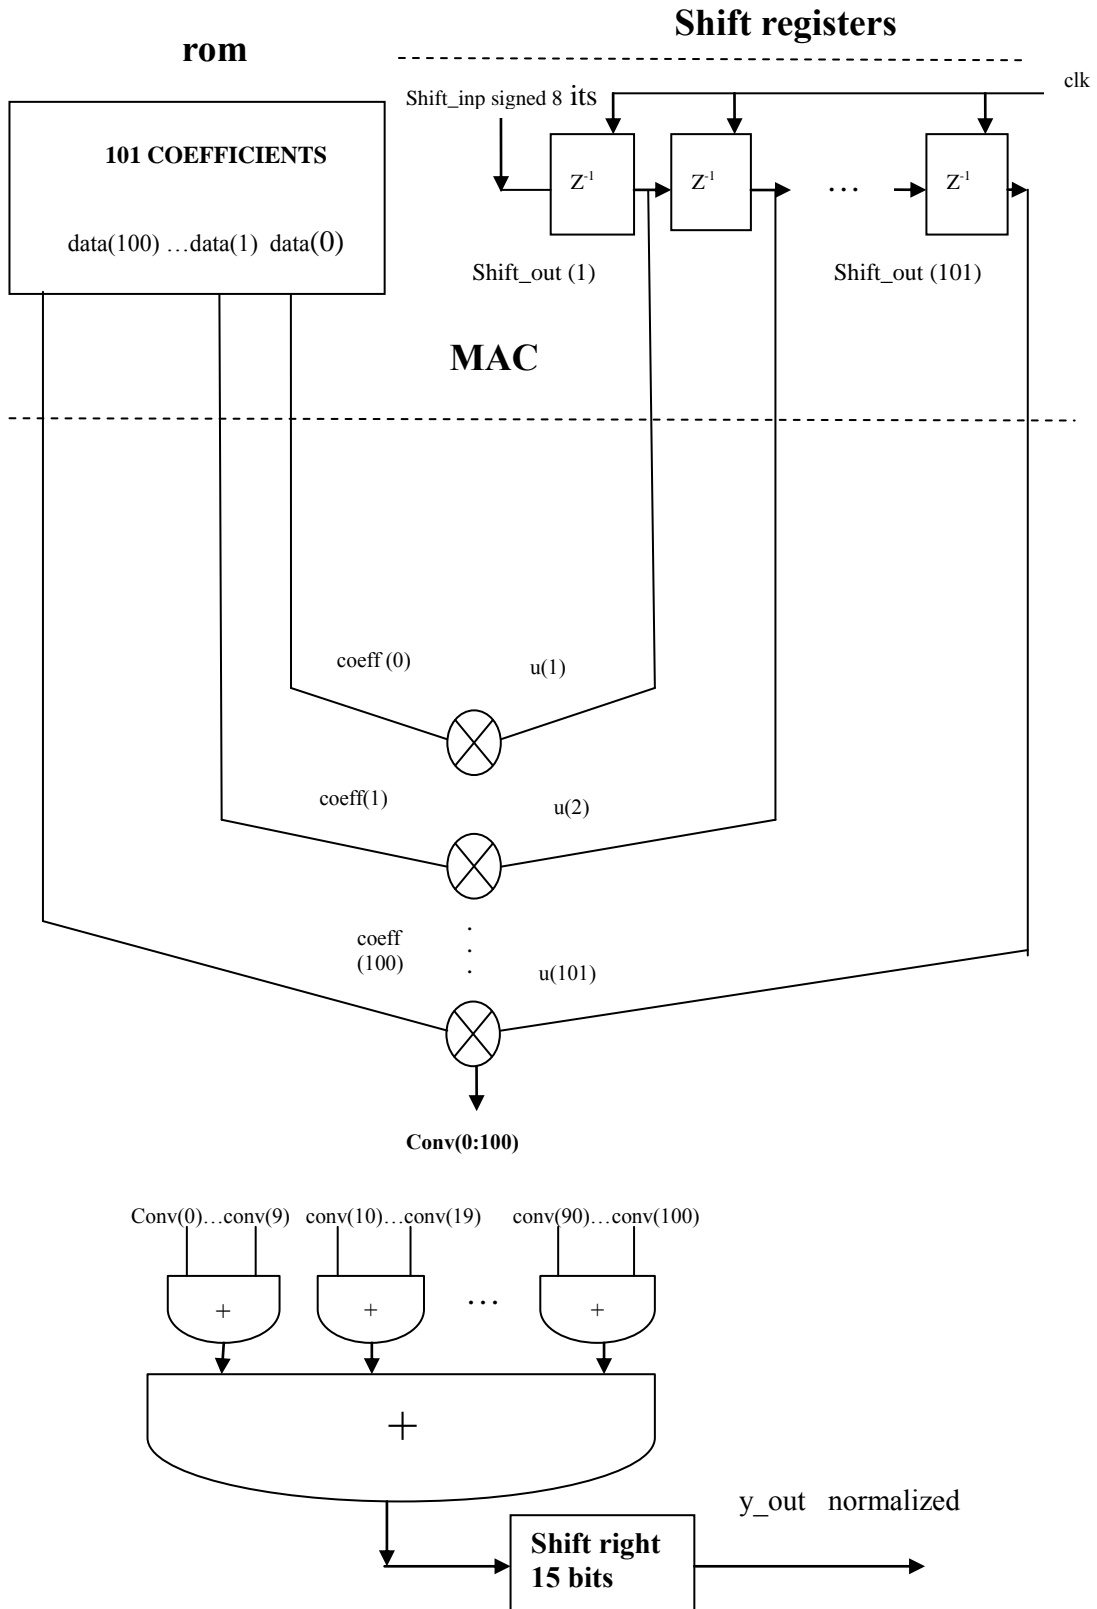 Shift registers
rom
clk
Shift_inp signed 8 its
101 COEFFICIENTS
Z-1
Z-1
…
Z-1
data(100) …data(1) data(0)
Shift_out (1)
Shift_out (101)
MAC
coeff (0)
u(1)
coeff(1)
u(2)
coeff
(100)
u(101)
Conv(0:100)
Conv(0)…conv(9)
conv(10)…conv(19)
conv(90)…conv(100)
+
+
…
+
+
y_out normalized
Shift right
15 bits